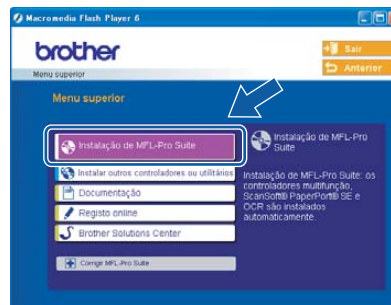 Macromedia Flash Player 6
brother
Sair
Anterior
Menu superior
Menu superior
Instalação de MFL-Pro Suite
Instalar outros controladores ou utilitários
Documentação
Registo online
Brother Solutions Center
Corrigir MFL-Pro Suite
Instalação de MFL-Pro
Suite
Instalação de MFL-Pro Suite: os
controladores multifunção,
ScanSoft® PaperPort® SE e
OCR são instalados
automaticamente.